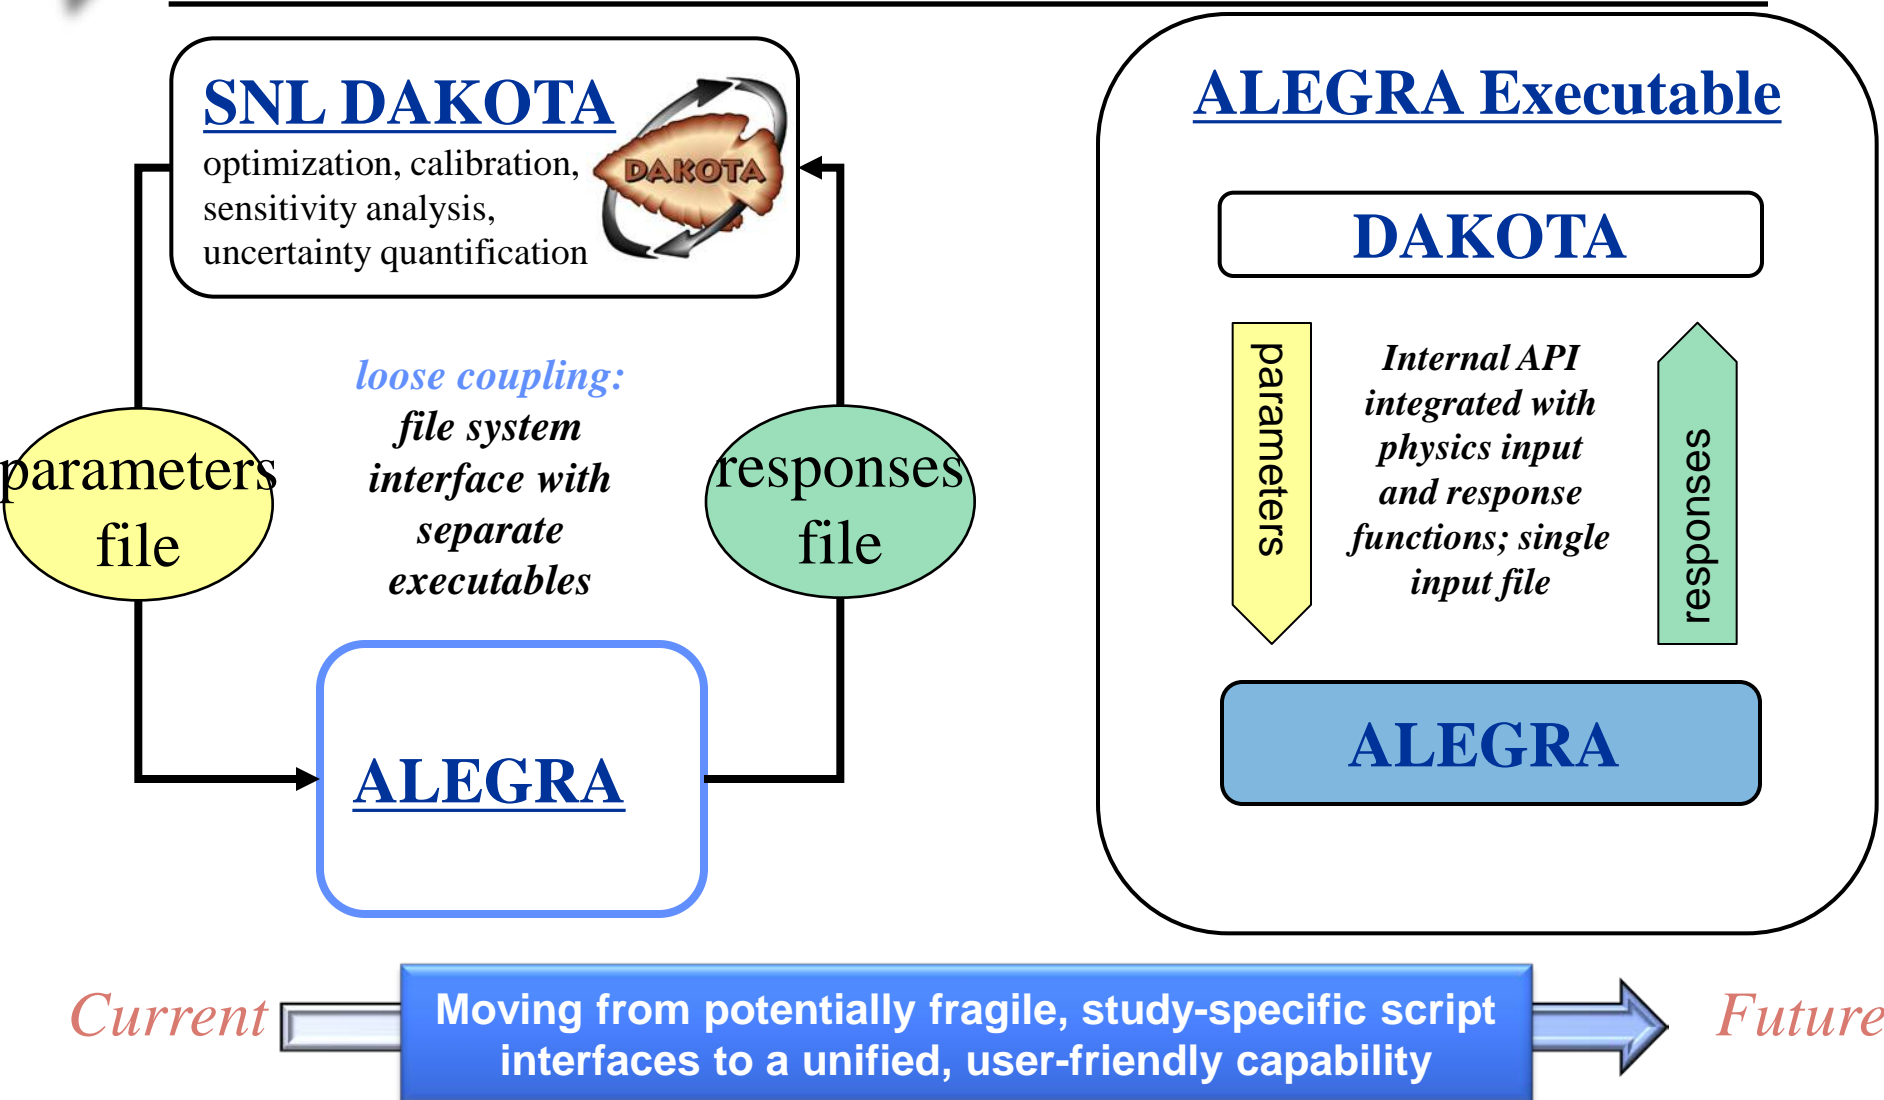 SNL DAKOTA
optimization, calibration,
sensitivity analysis,
uncertainty quantification
DAKOTA
loose coupling:
file system
interface with
separate
executables
parameters
file
responses
file
ALEGRA
ALEGRA Executable
DAKOTA
parameters
Internal API
integrated with
physics input
and response
functions; single
input file
responses
ALEGRA
Current
Moving from potentially fragile, study-specific script
interfaces to a unified, user-friendly capability
Future